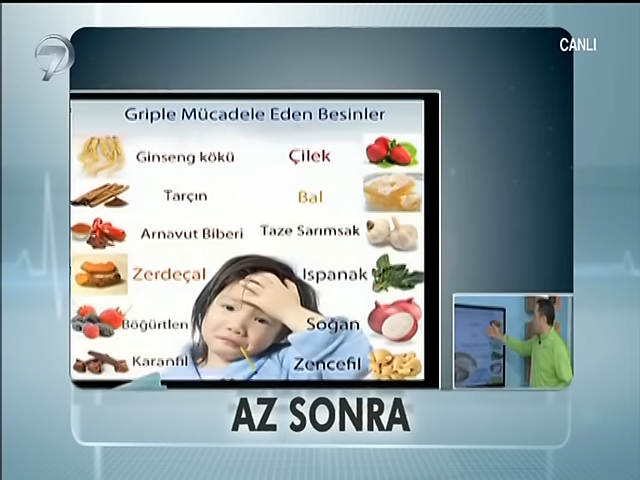 7
CANLI
Griple Mücadele Eden Besinler
Ginseng kökü
Çilek
Tarçın
Bal
Arnavut Biberi
Taze Sarımsak
Zerdeçal
Ispanak
Böğürtlen
Soğan
Karanfil
Zencefil
AZ SONRA